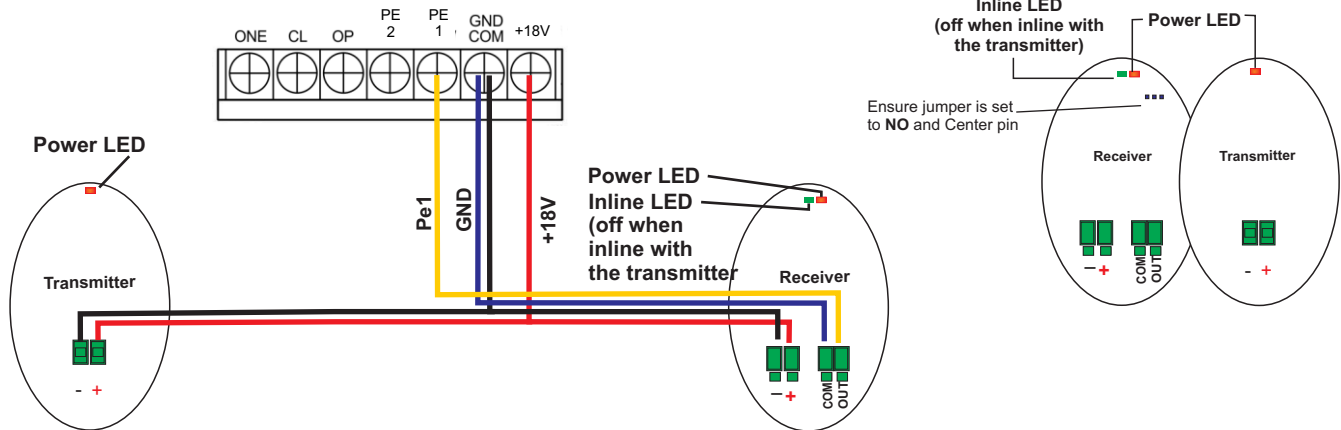 ONE CL OP PE 2 PE 1 GND COM +18V
Power LED
Transmitter
- +
Pe1
GND
+18V
Power LED
Inline LED
(off when
inline with
the transmitter
Receiver
- +
COM
OUT
Inline LED
(off when inline with
the transmitter)
Power LED
Ensure jumper is set
to NO and Center pin
Receiver
- +
COM
OUT
Transmitter
- +